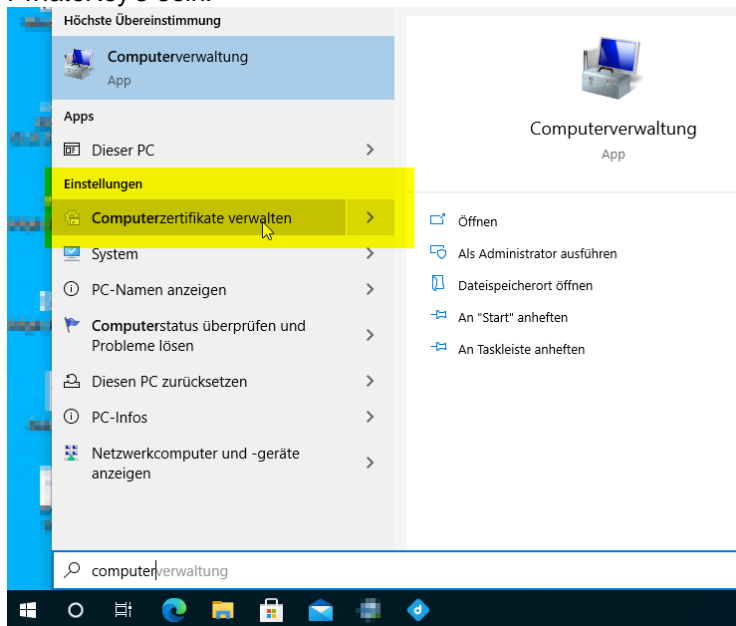 Höchste Übereinstimmung
Computerverwaltung
App
Apps
Dieser PC
Einstellungen
Computerzertifikate verwalten
System
PC-Namen anzeigen
Computerstatus überprüfen und
Probleme lösen
Diesen PC zurücksetzen
PC-Infos
Netzwerkcomputer und -geräte
anzeigen
Computerverwaltung
App
Öffnen
Als Administrator ausführen
Dateispeicherort öffnen
An "Start" anheften
An Taskleiste anheften
computerverwaltung